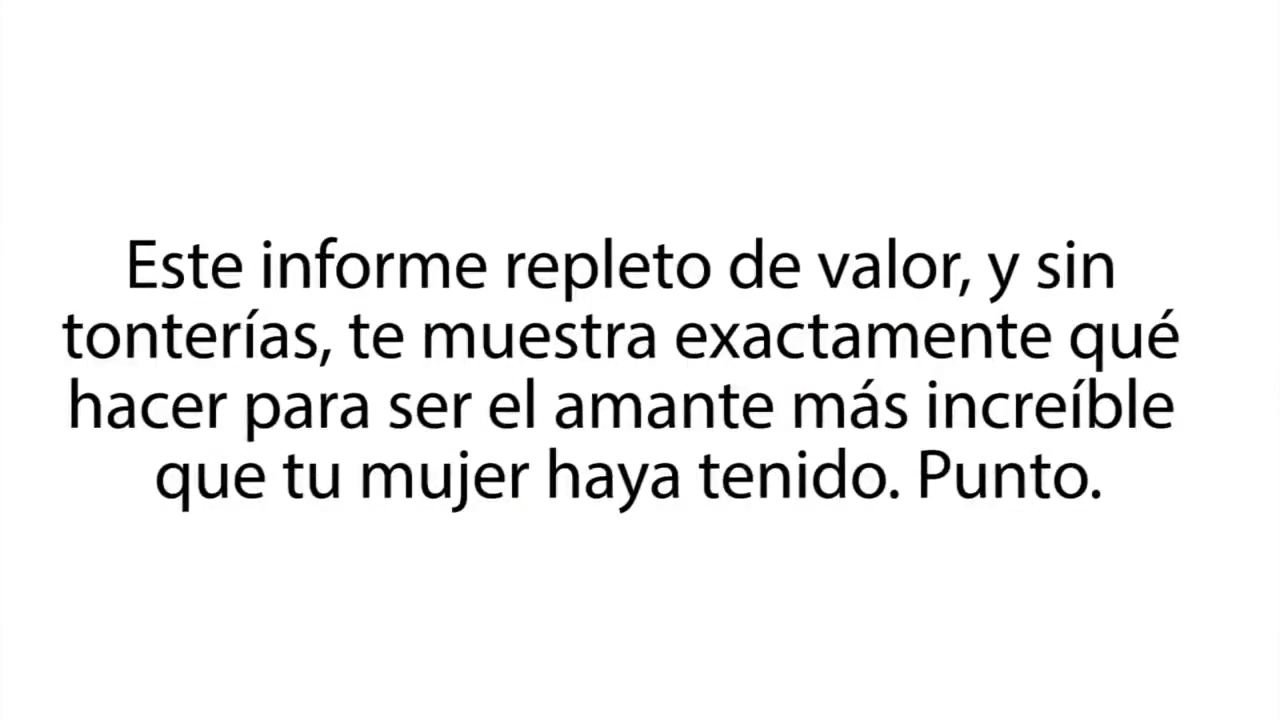 Este informe repleto de valor, y sin
tonterías, te muestra exactamente qué
hacer para ser el amante más increíble
que tu mujer haya tenido. Punto.